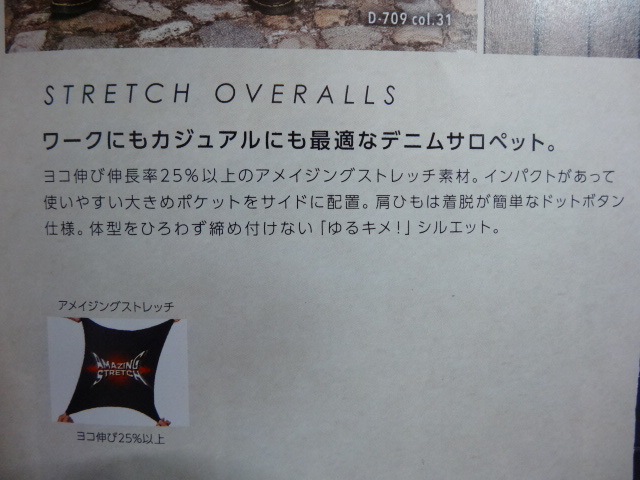 D-709 col.31
STRETCH OVERALLS
ワークにもカジュアルにも最適なデニムサロペット。
ヨコ伸び伸長率25%以上のアメイジングストレッチ素材。インパクトがあって
使いやすい大きめポケットをサイドに配置。肩ひもは着脱が簡単なドットボタン
仕様。体型をひろわず締め付けない「ゆるキメ!」シルエット。
アメイジングストレッチ
AMAZING
STRETCH
ヨコ伸び25%以上